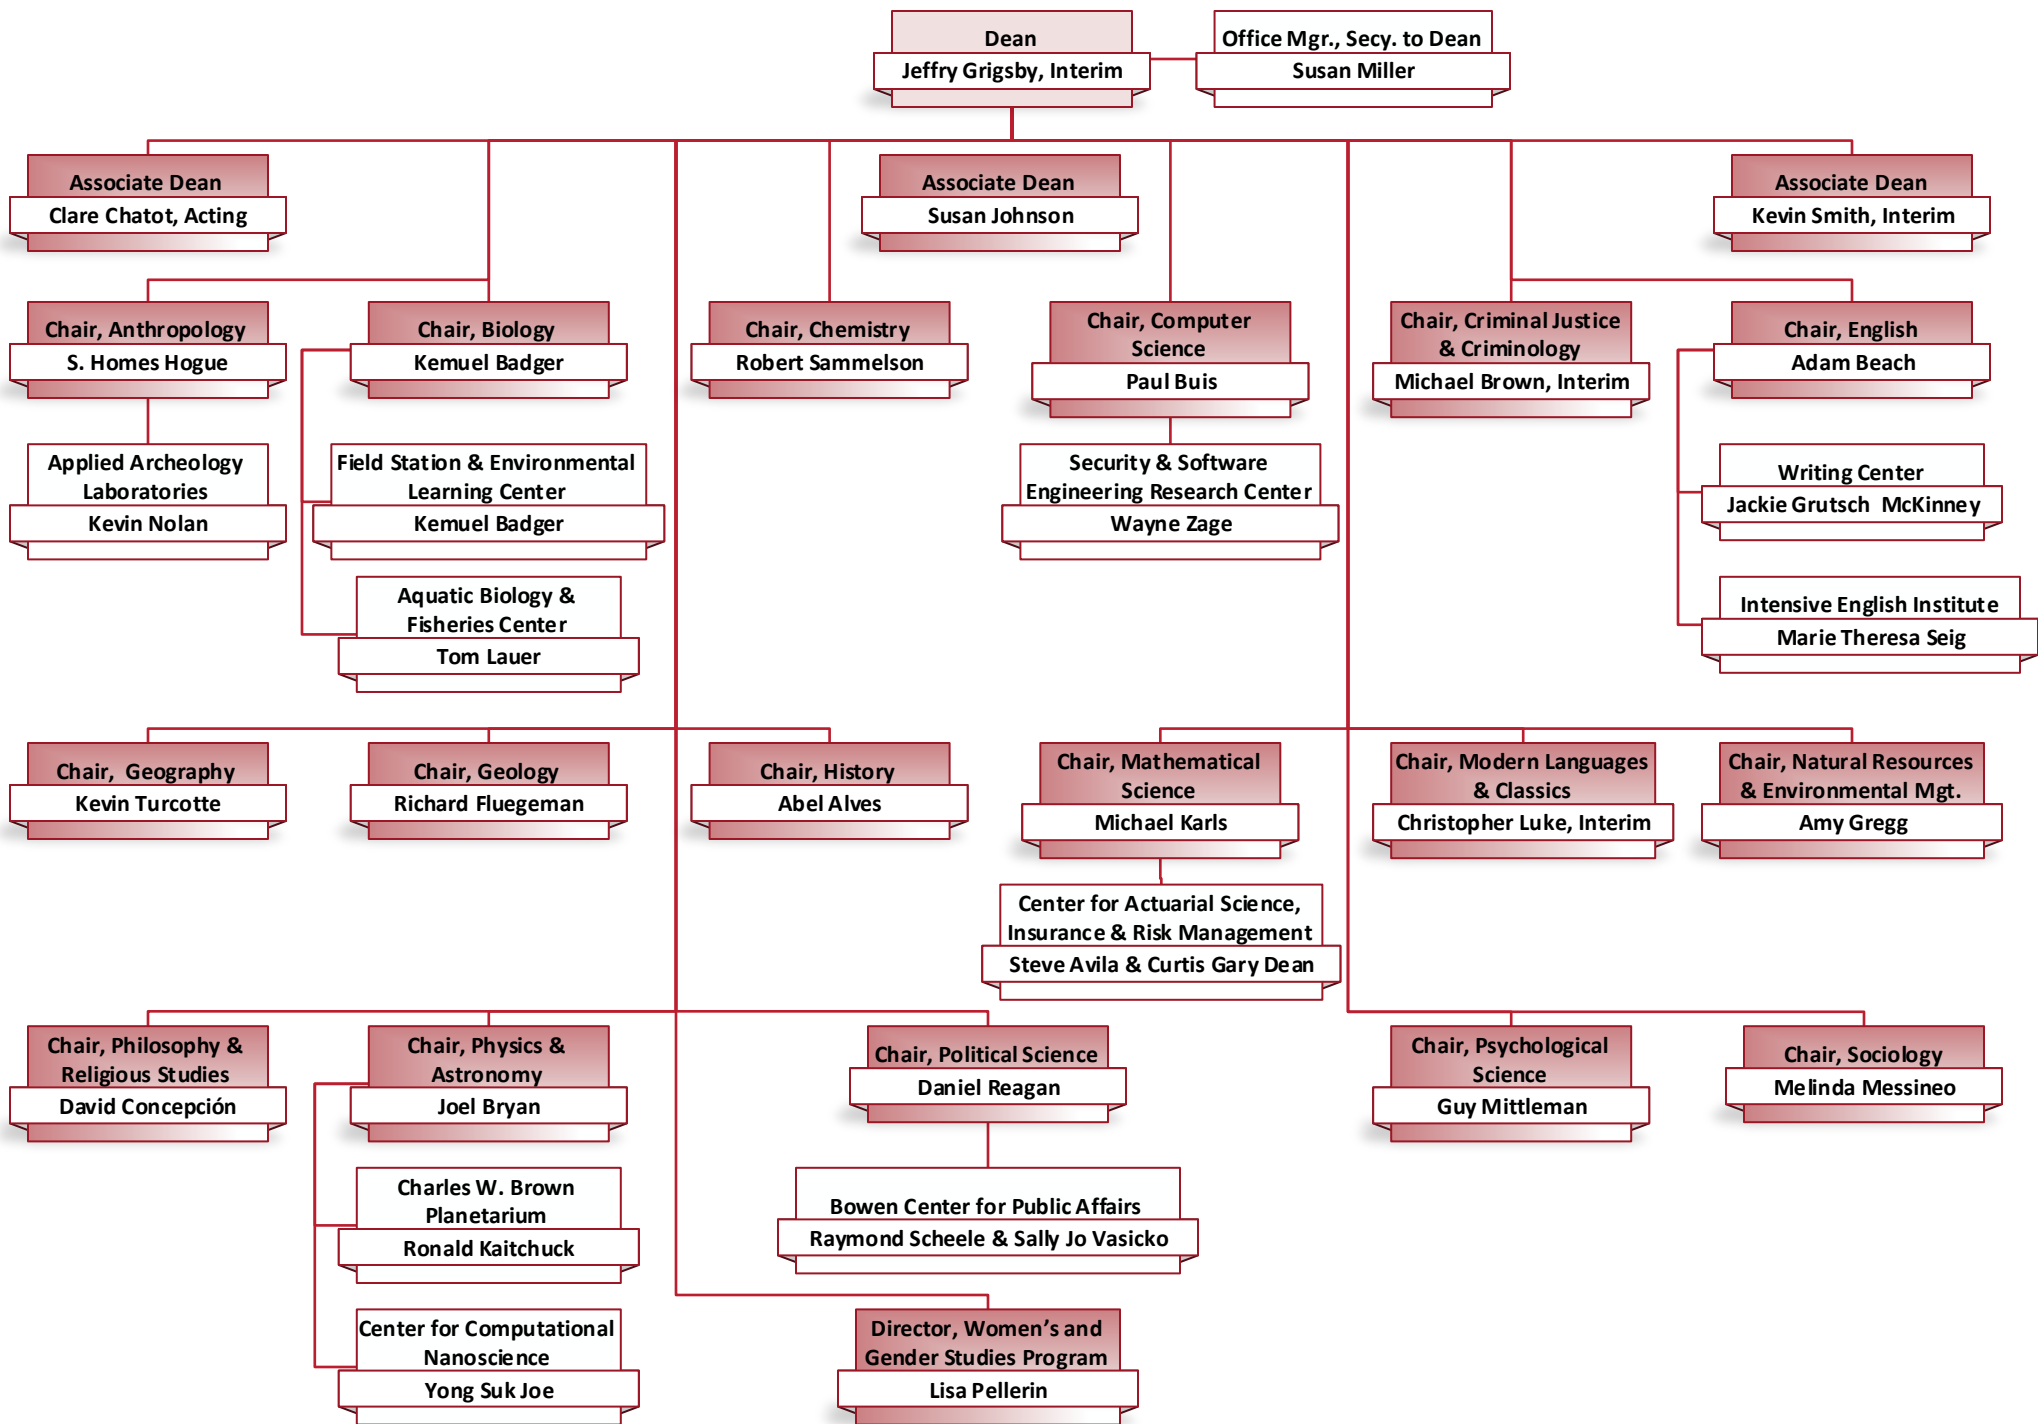 Dean
Jeffry Grigsby, Interim
Office Mgr., Secy. to Dean
Susan Miller
Associate Dean
Clare Chatot, Acting
Associate Dean
Susan Johnson
Associate Dean
Kevin Smith, Interim
Chair, Anthropology
S. Homes Hogue
Chair, Biology
Kemuel Badger
Chair, Chemistry
Robert Sammelson
Chair, Computer
Science
Paul Buis
Chair, Criminal Justice
& Criminology
Michael Brown, Interim
Chair, English
Adam Beach
Applied Archeology
Laboratories
Kevin Nolan
Field Station & Environmental
Learning Center
Kemuel Badger
Security & Software
Engineering Research Center
Wayne Zage
Writing Center
Jackie Grutsch McKinney
Aquatic Biology &
Fisheries Center
Tom Lauer
Intensive English Institute
Marie Theresa Seig
Chair, Geography
Kevin Turcotte
Chair, Geology
Richard Fluegeman
Chair, History
Abel Alves
Chair, Mathematical
Science
Michael Karls
Chair, Modern Languages
& Classics
Christopher Luke, Interim
Chair, Natural Resources
& Environmental Mgt.
Amy Gregg
Center for Actuarial Science,
Insurance & Risk Management
Steve Avila & Curtis Gary Dean
Chair, Philosophy &
Religious Studies
David Concepción
Chair, Physics &
Astronomy
Joel Bryan
Chair, Political Science
Daniel Reagan
Chair, Psychological
Science
Guy Mittleman
Chair, Sociology
Melinda Messineo
Charles W. Brown
Planetarium
Ronald Kaitchuck
Bowen Center for Public Affairs
Raymond Scheele & Sally Jo Vasicko
Center for Computational
Nanoscience
Yong Suk Joe
Director, Women’s and
Gender Studies Program
Lisa Pellerin